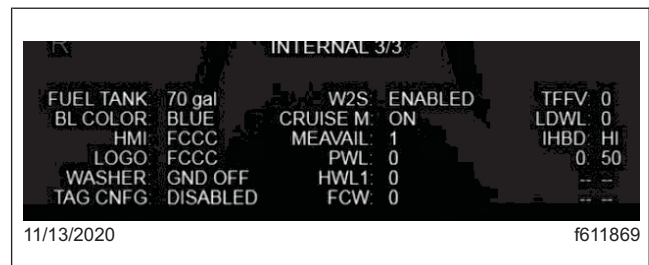 R INTERNAL 3/3
FUEL TANK: 70 gal W2S: ENABLED TFFV: 0
BL COLOR: BLUE CRUISE M: ON LDWL: 0
HMI: FCCC MEAVAIL: 1 IHBD: HI
LOGO: FCCC PWL: 0 0: 50
WASHER: GND OFF HWL1: 0 -- --
TAG CNFG: DISABLED FCW: 0 -- --
11/13/2020 f611869